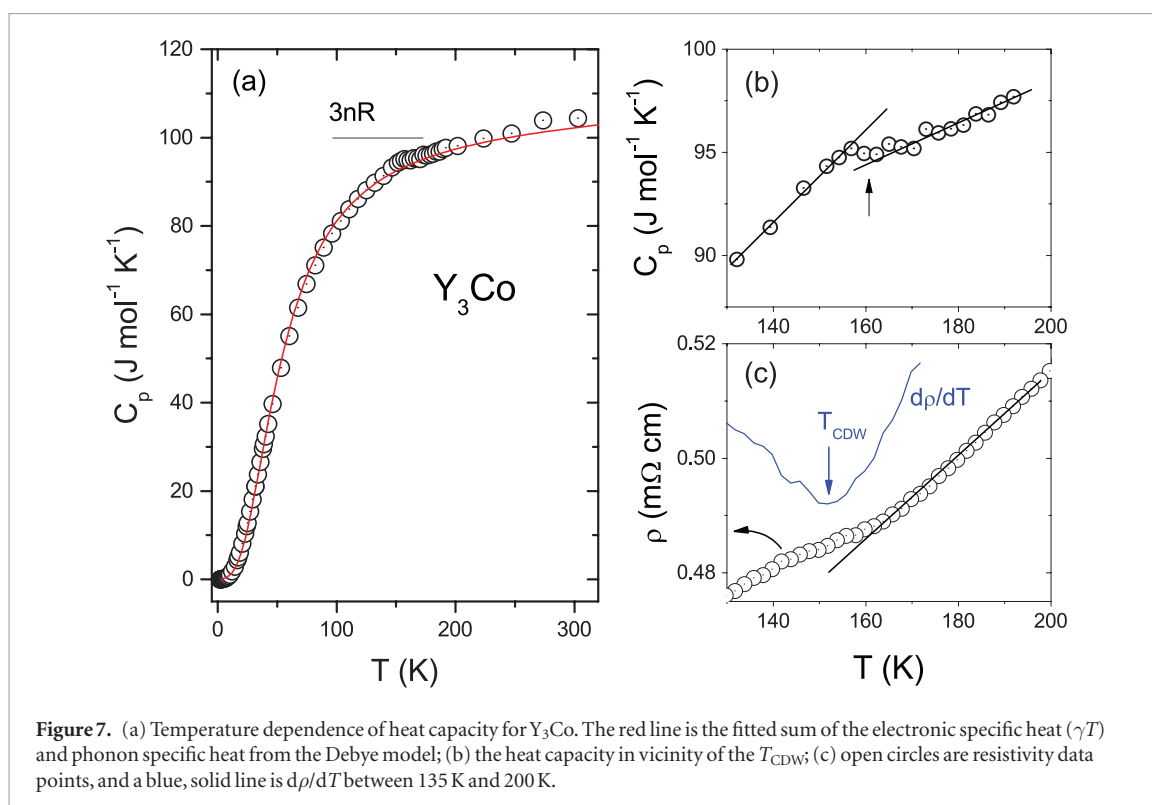 (a)
3nR
Y₃Co
120
100
80
60
40
20
0
C_p (J mol⁻¹ K⁻¹)
0 100 200 300
T (K)
(b)
100
95
90
C_p (J mol⁻¹ K⁻¹)
140 160 180 200
(c)
dρ/dT
T_CDW
0.52
0.50
0.48
ρ (mΩ cm)
140 160 180 200
T (K)
Figure 7. (a) Temperature dependence of heat capacity for Y₃Co. The red line is the fitted sum of the electronic specific heat (γT)
and phonon specific heat from the Debye model; (b) the heat capacity in vicinity of the T_CDW; (c) open circles are resistivity data
points, and a blue, solid line is dρ/dT between 135 K and 200 K.